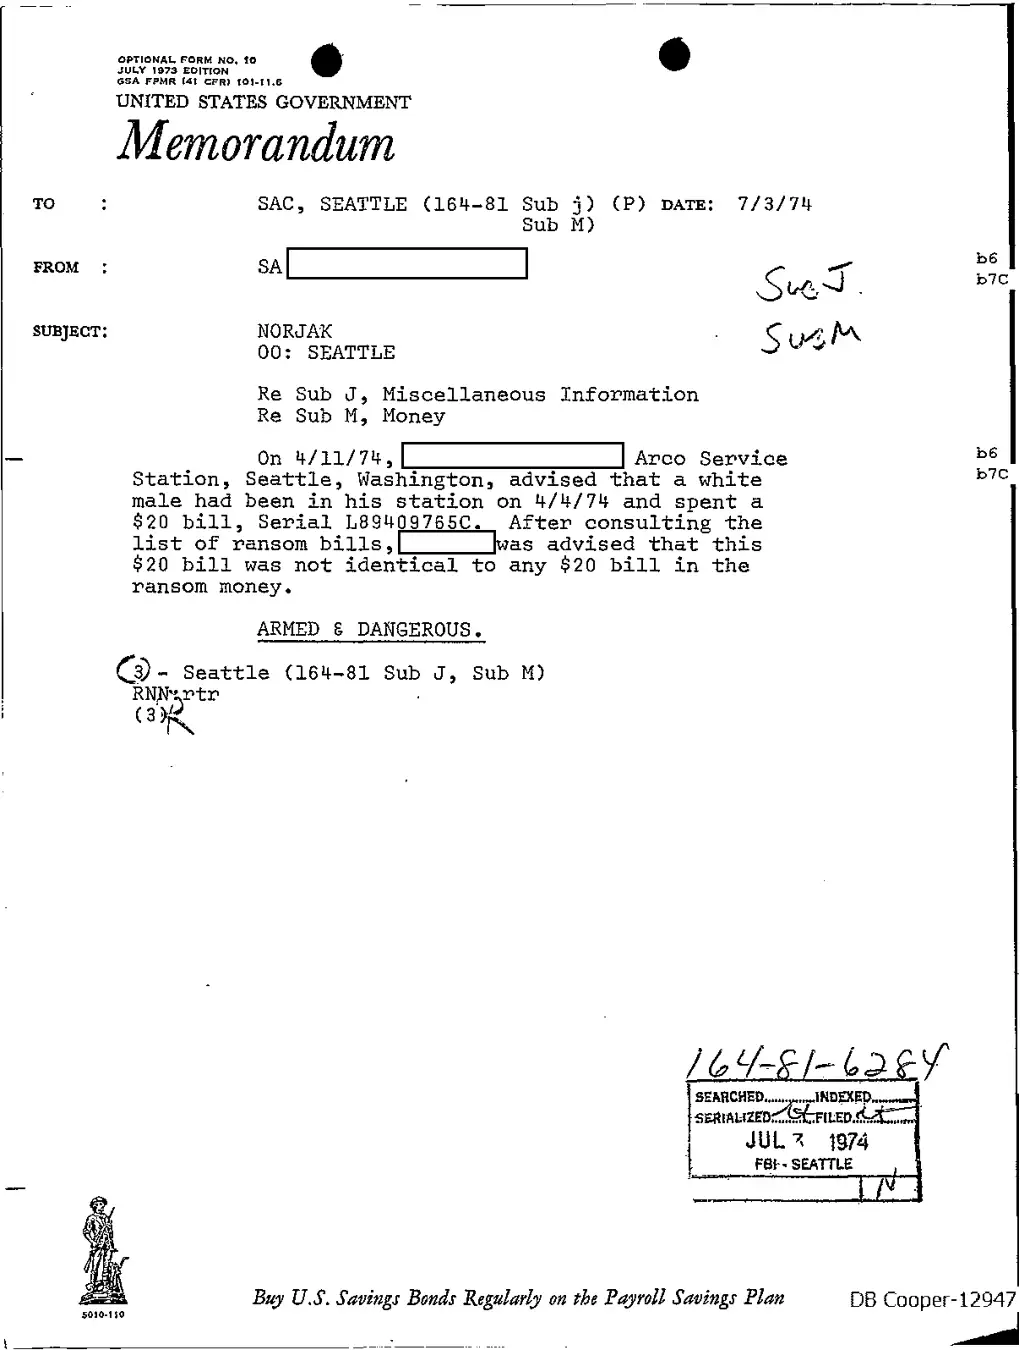 OPTIONAL FORM NO. 10
JULY 1973 EDITION
GSA FPMR (41 CFR) 101-11.6
UNITED STATES GOVERNMENT
Memorandum
TO : SAC, SEATTLE (164-81 Sub j) (P) DATE: 7/3/74
Sub M)
FROM : SA b6
b7C
Sub J.
SUBJECT: NORJAK Sub M
OO: SEATTLE
Re Sub J, Miscellaneous Information
Re Sub M, Money
On 4/11/74, Arco Service b6
Station, Seattle, Washington, advised that a white b7C
male had been in his station on 4/4/74 and spent a
$20 bill, Serial L89409765C. After consulting the
list of ransom bills, was advised that this
$20 bill was not identical to any $20 bill in the
ransom money.
ARMED & DANGEROUS.
3 - Seattle (164-81 Sub J, Sub M)
RNN:rtr
(3)
164-81-6284
SEARCHED............INDEXED............
SERIALIZED............FILED............
JUL 3 1974
FBI - SEATTLE
N
5010-110
Buy U.S. Savings Bonds Regularly on the Payroll Savings Plan
DB Cooper-12947